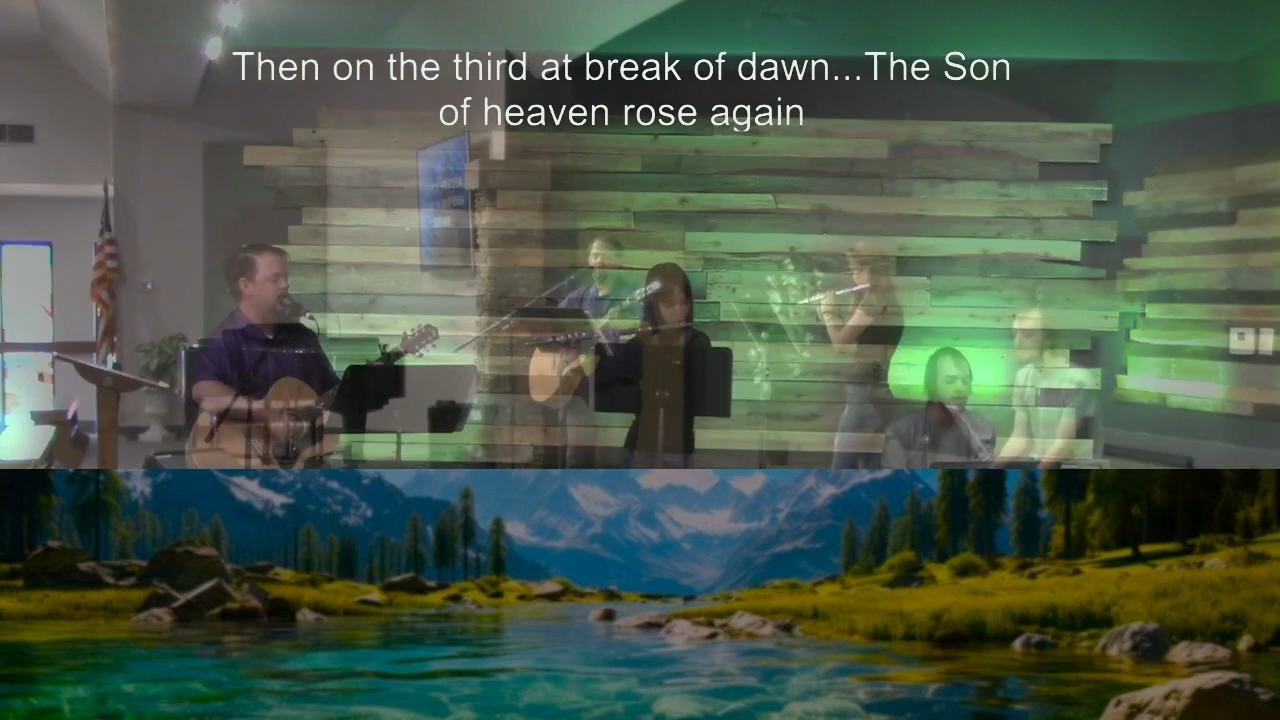 Then on the third at break of dawn...The Son
of heaven rose again